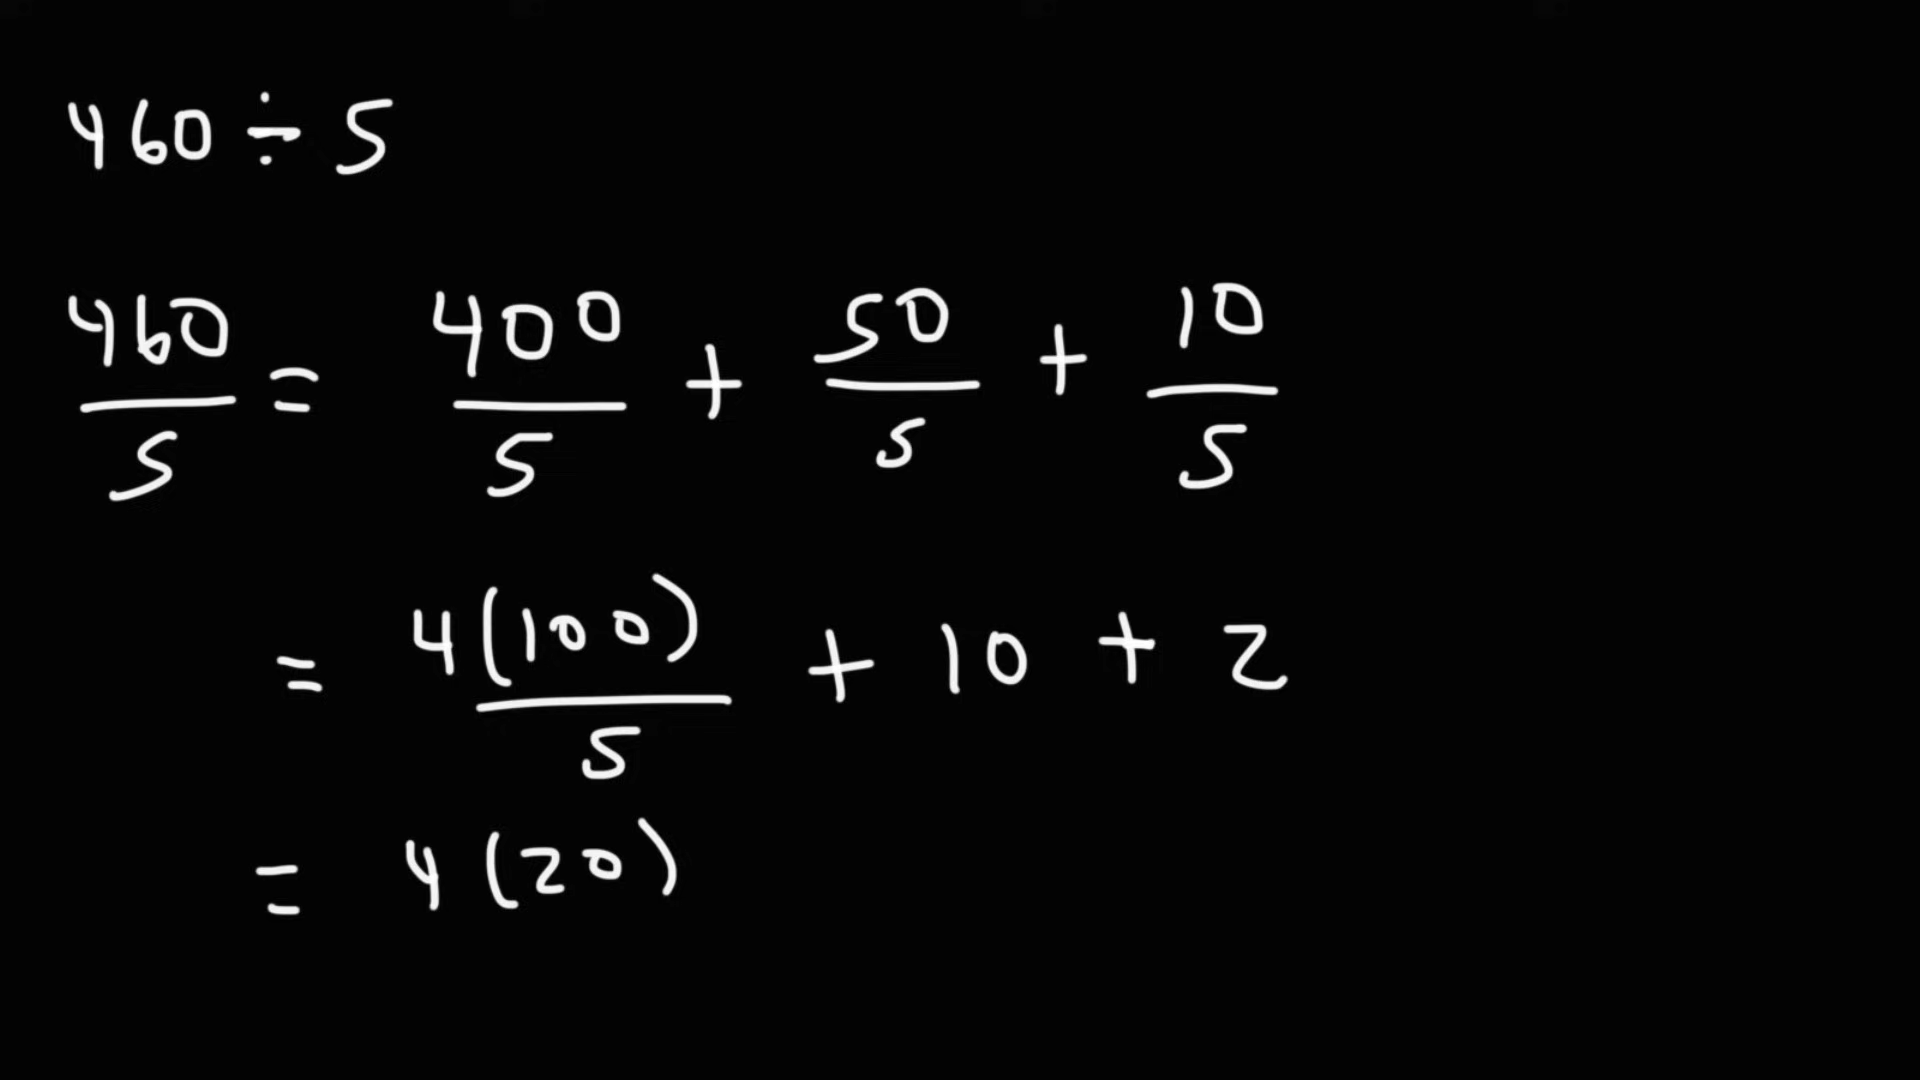 460 ÷ 5
460/5 = 400/5 + 50/5 + 10/5
= 4(100)/5 + 10 + 2
= 4(20)